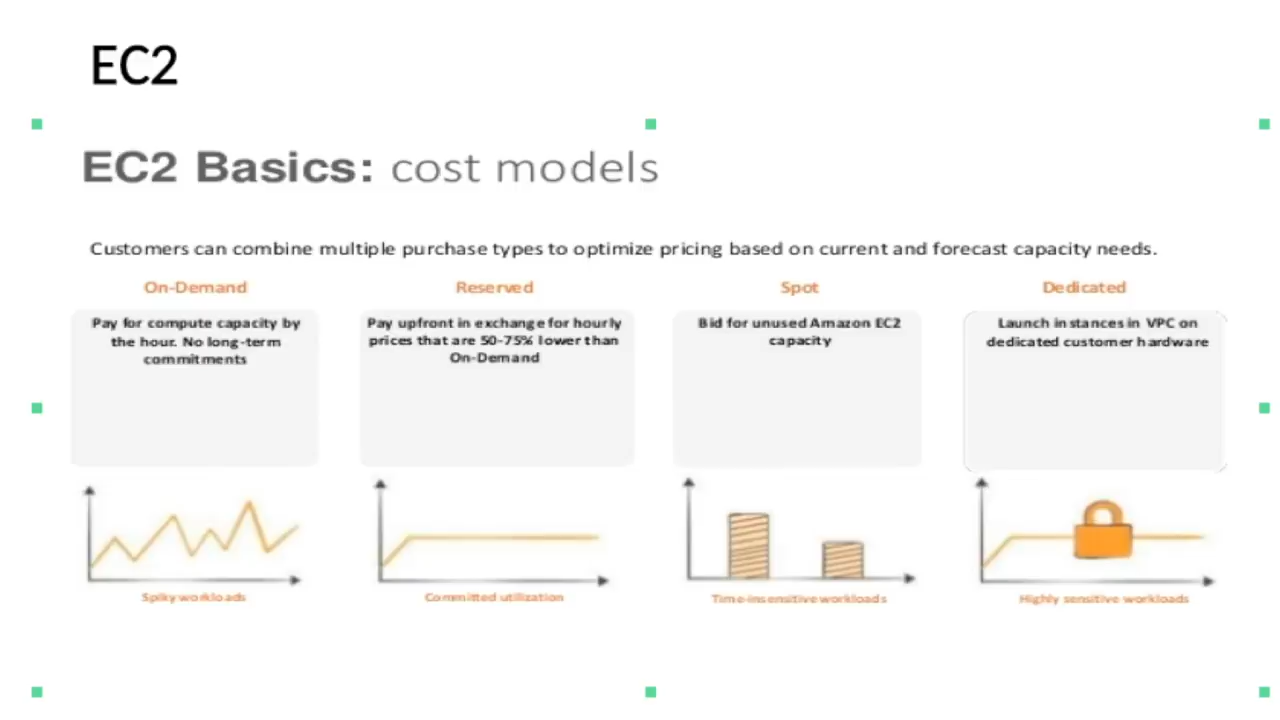 EC2
EC2 Basics: cost models
Customers can combine multiple purchase types to optimize pricing based on current and forecast capacity needs.
On-Demand
Pay for compute capacity by
the hour. No long-term
commitments
Spiky workloads
Reserved
Pay upfront in exchange for hourly
prices that are 50-75% lower than
On-Demand
Committed utilization
Spot
Bid for unused Amazon EC2
capacity
Time-insensitive workloads
Dedicated
Launch instances in VPC on
dedicated customer hardware
Highly sensitive workloads